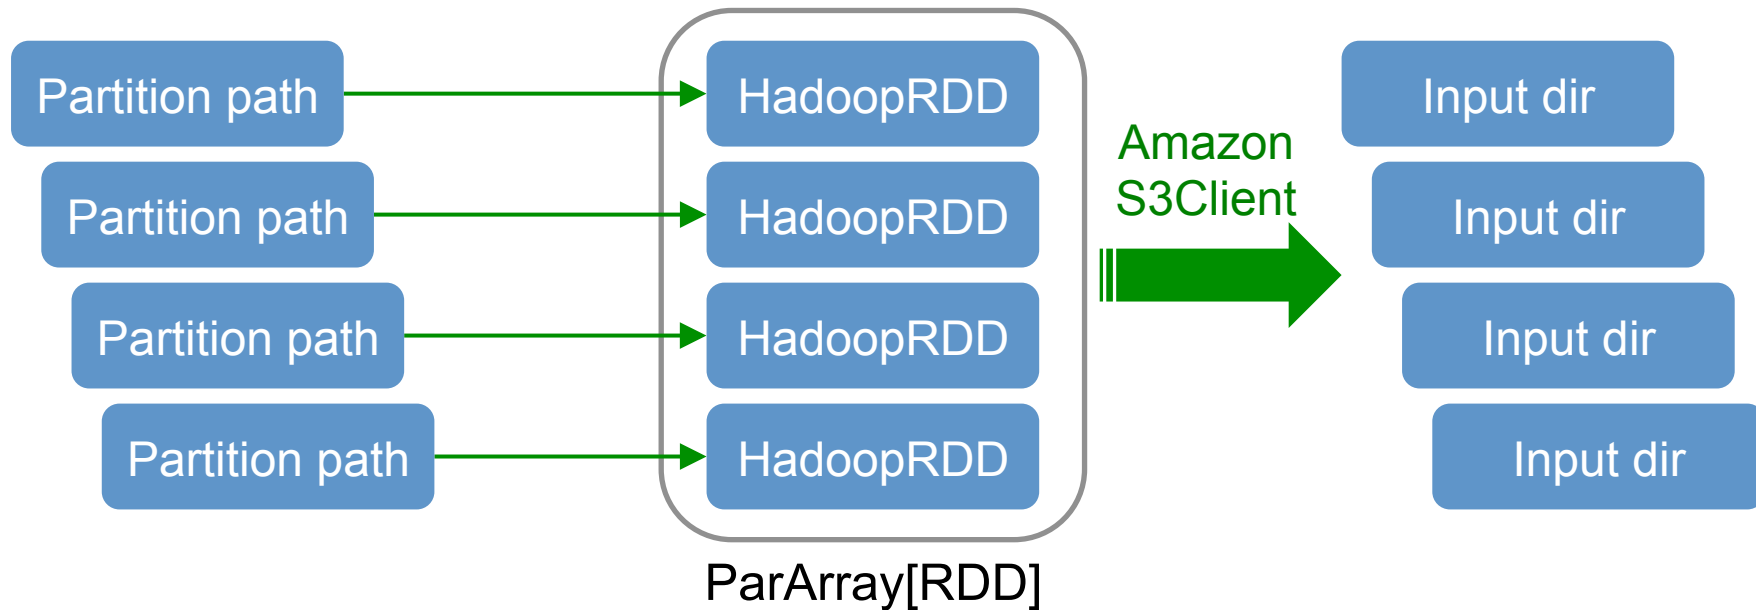 Partition path
HadoopRDD
Input dir
Amazon
S3Client
Partition path
HadoopRDD
Input dir
Partition path
HadoopRDD
Input dir
Partition path
HadoopRDD
Input dir
ParArray[RDD]